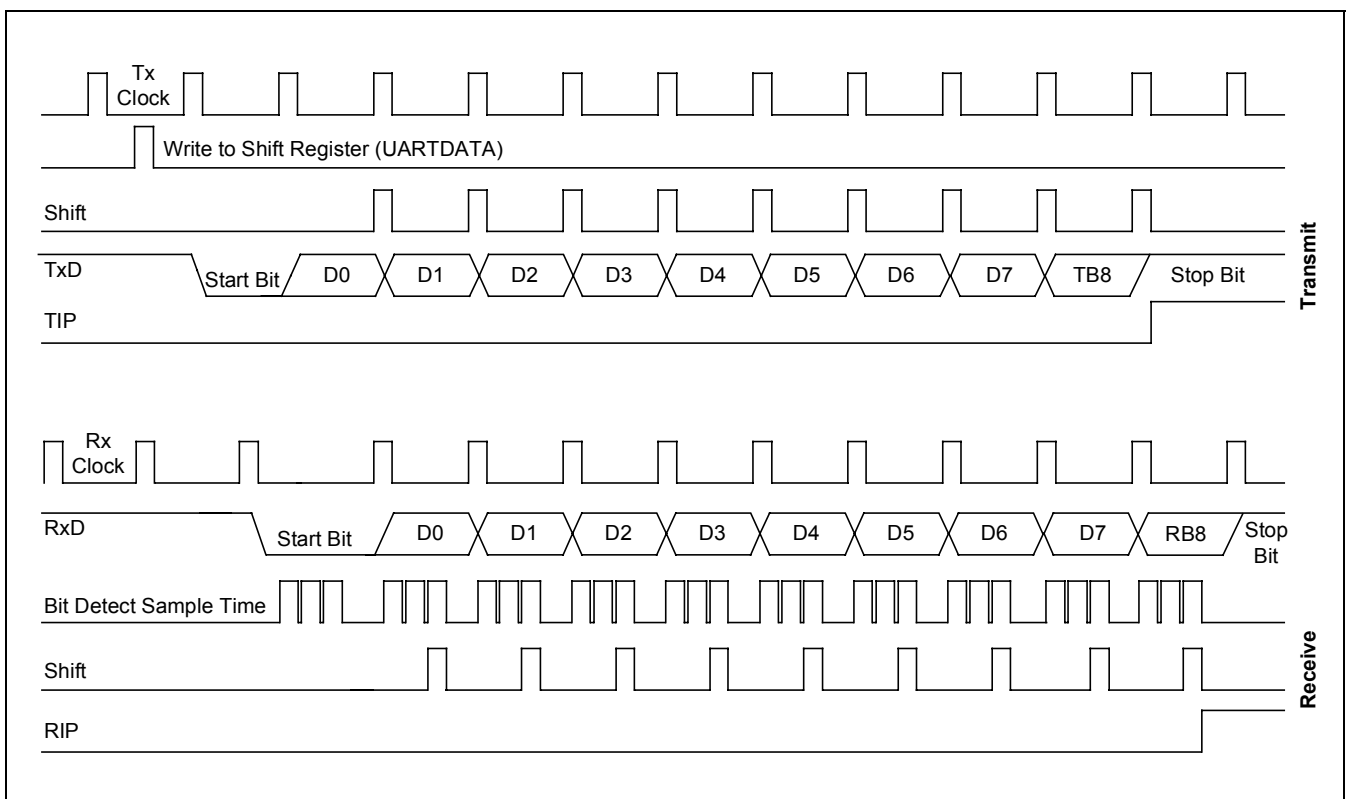 Tx
Clock
Write to Shift Register (UARTDATA)
Shift
TxD
Start Bit D0 D1 D2 D3 D4 D5 D6 D7 TB8 Stop Bit
TIP
Transmit
Rx
Clock
RxD
Start Bit D0 D1 D2 D3 D4 D5 D6 D7 RB8 Stop
Bit
Bit Detect Sample Time
Shift
RIP
Receive